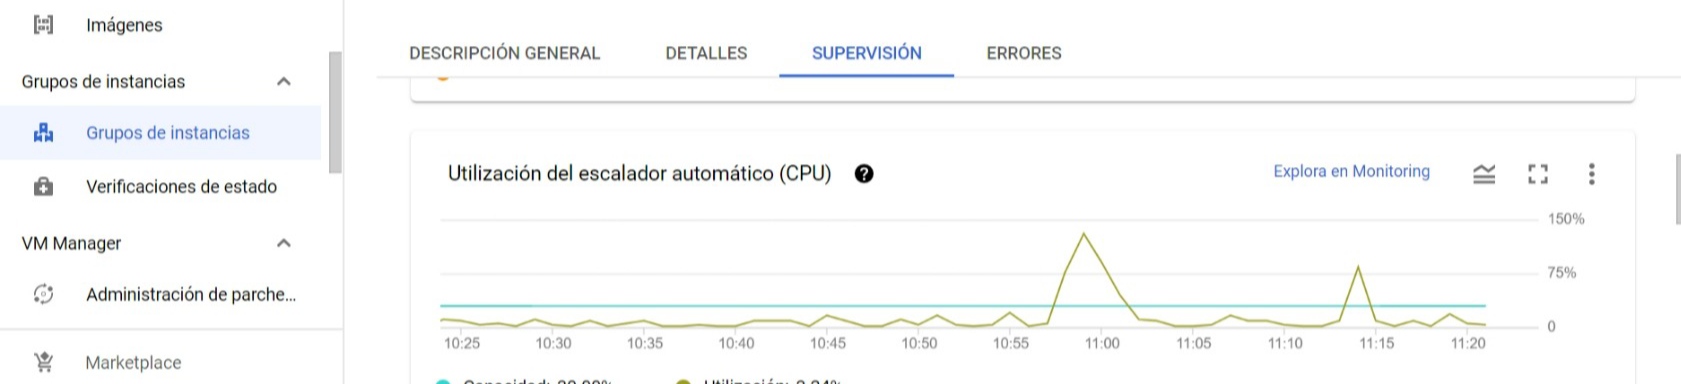 Imágenes
Grupos de instancias
Grupos de instancias
Verificaciones de estado
VM Manager
Administración de parche...
Marketplace
DESCRIPCIÓN GENERAL
DETALLES
SUPERVISIÓN
ERRORES
Utilización del escalador automático (CPU)
?
Explora en Monitoring
150%
75%
0
10:25 10:30 10:35 10:40 10:45 10:50 10:55 11:00 11:05 11:10 11:15 11:20
Capacidad:
Utilización: